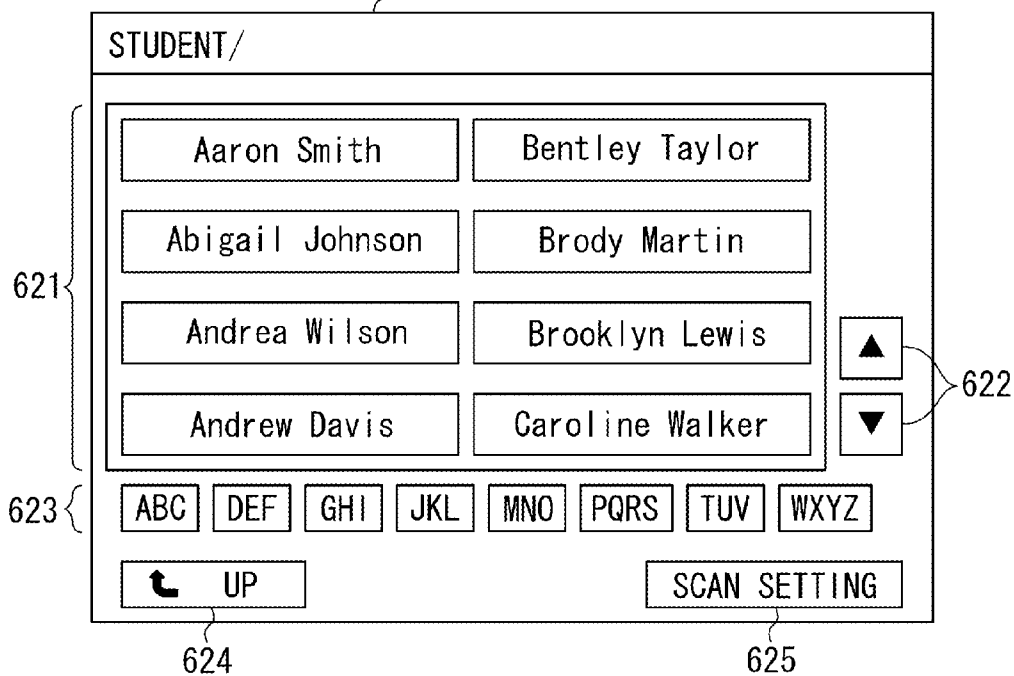 STUDENT/
Aaron Smith Bentley Taylor
Abigail Johnson Brody Martin
621
Andrea Wilson Brooklyn Lewis
622
Andrew Davis Caroline Walker
623 ABC DEF GHI JKL MNO PQRS TUV WXYZ
UP SCAN SETTING
624 625